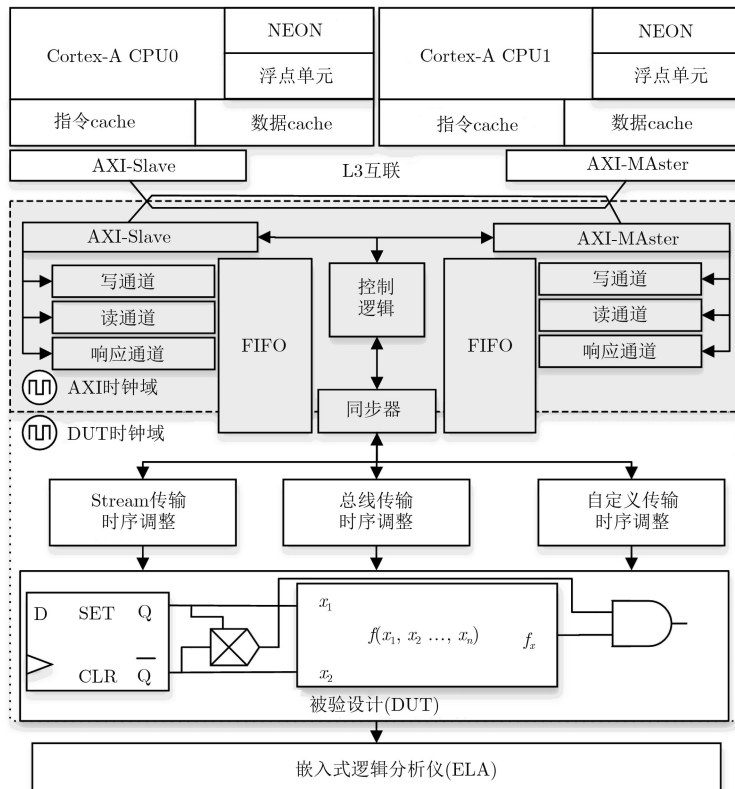 NEON
NEON
Cortex-A CPU0
Cortex-A CPU1
浮点单元
浮点单元
指令cache
数据cache
指令cache
数据cache
AXI-Slave
L3互联
AXI-MAster
AXI-Slave
AXI-MAster
写通道
读通道
响应通道
FIFO
控制
逻辑
FIFO
写通道
读通道
响应通道
AXI时钟域
同步器
DUT时钟域
Stream传输
时序调整
总线传输
时序调整
自定义传输
时序调整
D SET Q
CLR Q̅
x₁
f(x₁, x₂ ..., xₙ)
fₓ
x₂
被验设计(DUT)
嵌入式逻辑分析仪(ELA)